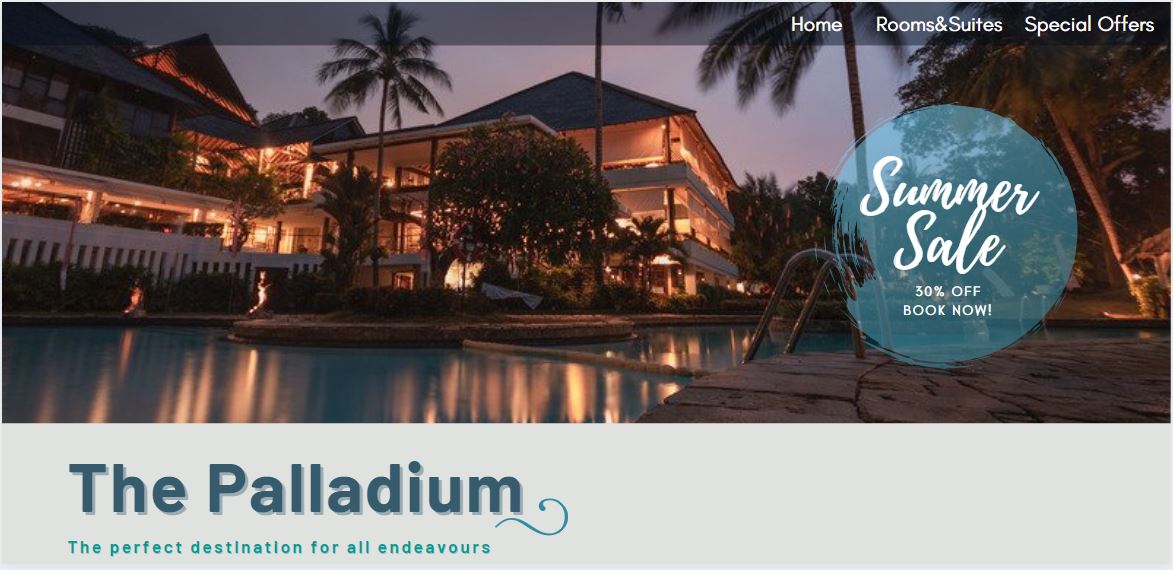 Home Rooms&Suites Special Offers
Summer
Sale
30% OFF
BOOK NOW!
The Palladium
The perfect destination for all endeavours